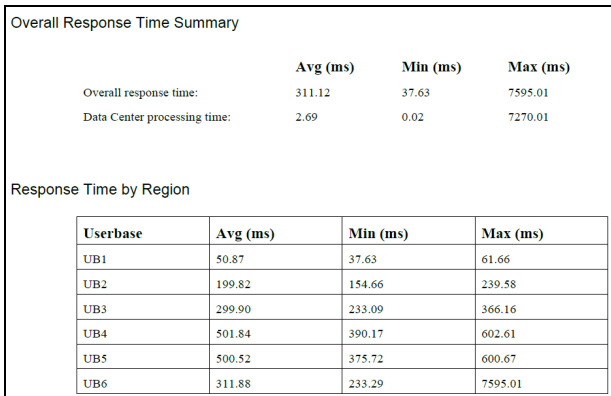 Overall Response Time Summary
Avg (ms) Min (ms) Max (ms)
Overall response time: 311.12 37.63 7595.01
Data Center processing time: 2.69 0.02 7270.01
Response Time by Region
Userbase Avg (ms) Min (ms) Max (ms)
UB1 50.87 37.63 61.66
UB2 199.82 154.66 239.58
UB3 299.90 233.09 366.16
UB4 501.84 390.17 602.61
UB5 500.52 375.72 600.67
UB6 311.88 233.29 7595.01